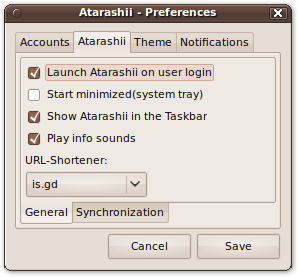 Atarashii - Preferences
Accounts Atarashii Theme Notifications
Launch Atarashii on user login
Start minimized(system tray)
Show Atarashii in the Taskbar
Play info sounds
URL-Shortener:
is.gd
General Synchronization
Cancel Save